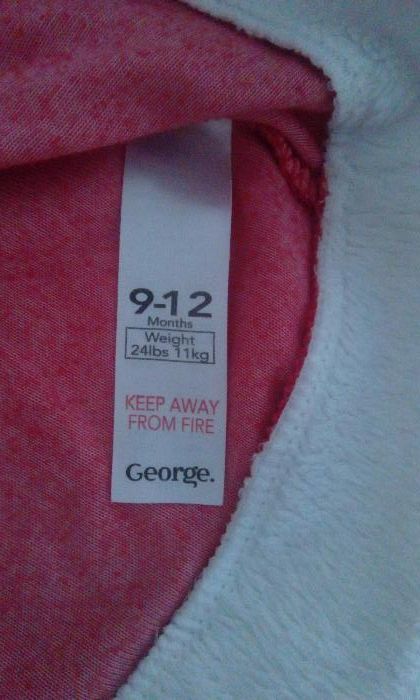 9-12
Months
Weight
24lbs 11kg
KEEP AWAY
FROM FIRE
George.